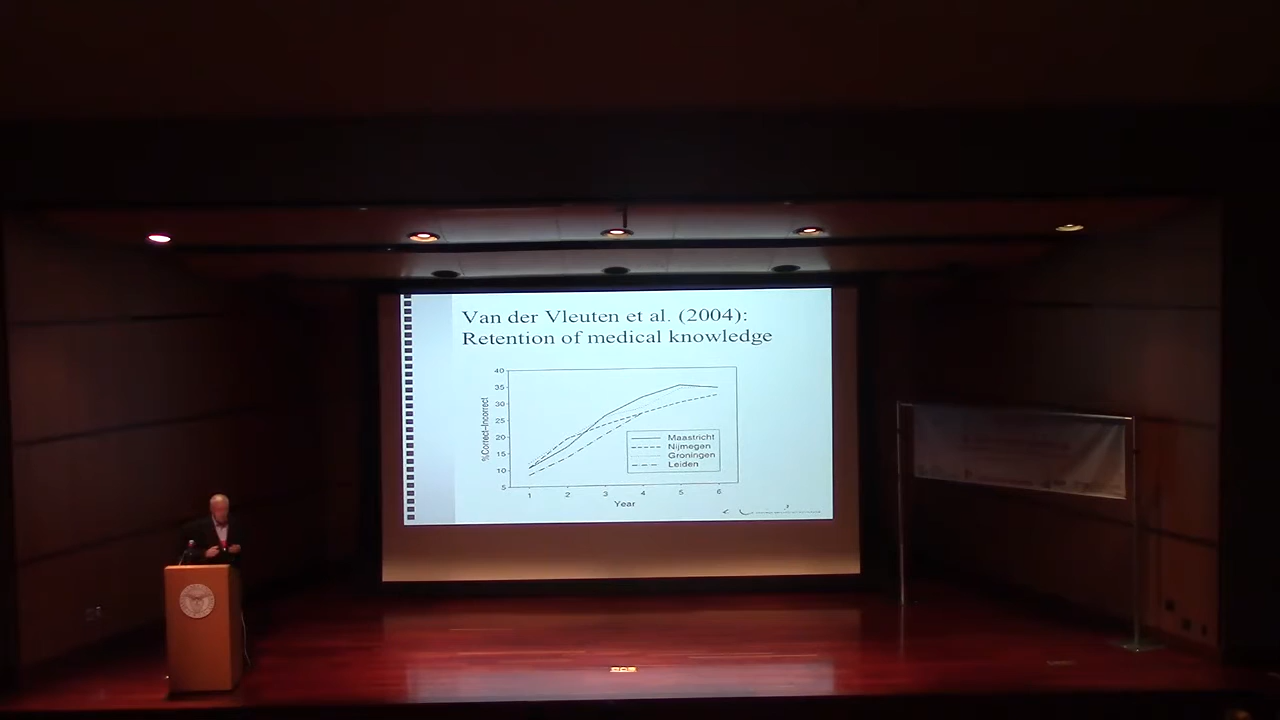 Van der Vleuten et al. (2004):
Retention of medical knowledge
40
35
30
25
20
15
10
5
%Correct–Incorrect
Maastricht
Nijmegen
Groningen
Leiden
1 2 3 4 5 6
Year